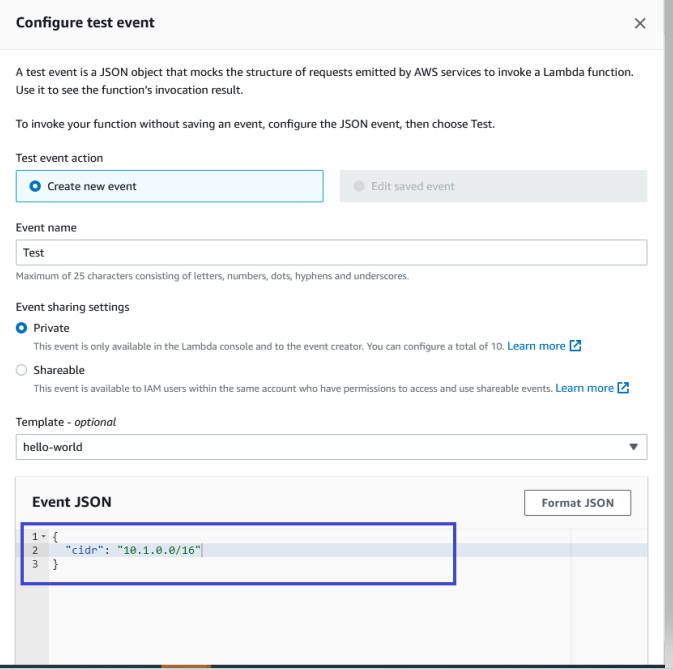 Configure test event
A test event is a JSON object that mocks the structure of requests emitted by AWS services to invoke a Lambda function.
Use it to see the function's invocation result.
To invoke your function without saving an event, configure the JSON event, then choose Test.
Test event action
Create new event
Edit saved event
Event name
Test
Maximum of 25 characters consisting of letters, numbers, dots, hyphens and underscores.
Event sharing settings
Private
This event is only available in the Lambda console and to the event creator. You can configure a total of 10. Learn more
Shareable
This event is available to IAM users within the same account who have permissions to access and use shareable events. Learn more
Template - optional
hello-world
Event JSON
Format JSON
1 {
2 "cidr": "10.1.0.0/16"
3 }